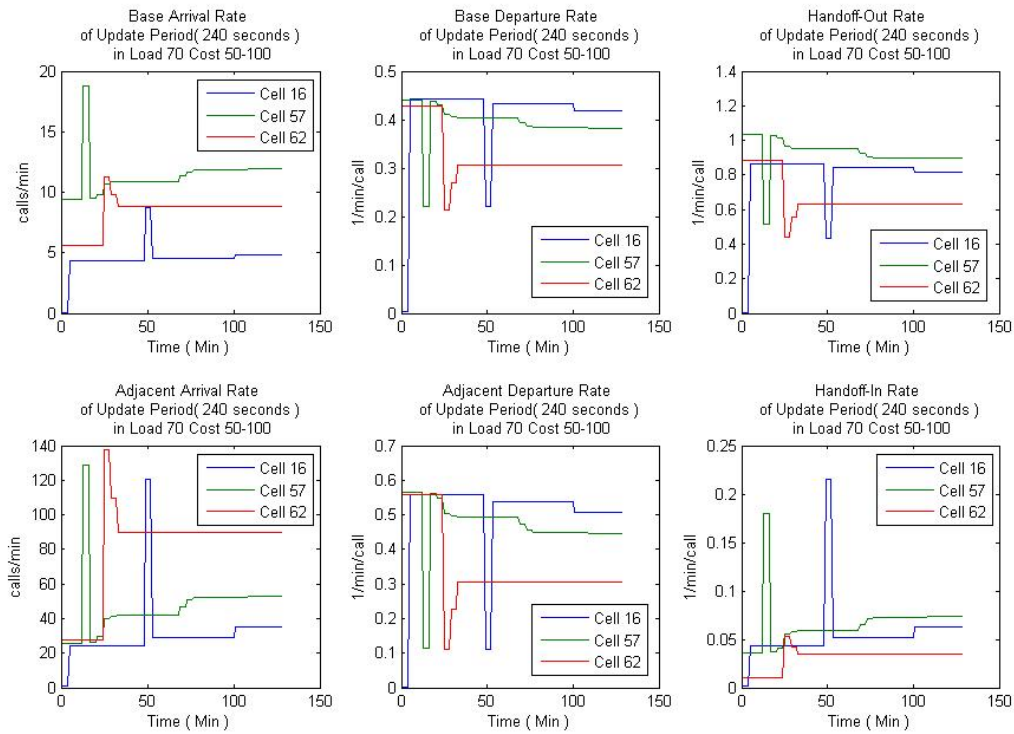 Base Arrival Rate
of Update Period( 240 seconds )
in Load 70 Cost 50-100
20
15
10
5
0
calls/min
Cell 16
Cell 57
Cell 62
0 50 100 150
Time ( Min )
Base Departure Rate
of Update Period( 240 seconds )
in Load 70 Cost 50-100
0.5
0.4
0.3
0.2
0.1
0
1/min/call
Cell 16
Cell 57
Cell 62
0 50 100 150
Time ( Min )
Handoff-Out Rate
of Update Period( 240 seconds )
in Load 70 Cost 50-100
1.4
1.2
1
0.8
0.6
0.4
0.2
0
1/min/call
Cell 16
Cell 57
Cell 62
0 50 100 150
Time ( Min )
Adjacent Arrival Rate
of Update Period( 240 seconds )
in Load 70 Cost 50-100
140
120
100
80
60
40
20
0
calls/min
Cell 16
Cell 57
Cell 62
0 50 100 150
Time ( Min )
Adjacent Departure Rate
of Update Period( 240 seconds )
in Load 70 Cost 50-100
0.7
0.6
0.5
0.4
0.3
0.2
0.1
0
1/min/call
Cell 16
Cell 57
Cell 62
0 50 100 150
Time ( Min )
Handoff-In Rate
of Update Period( 240 seconds )
in Load 70 Cost 50-100
0.25
0.2
0.15
0.1
0.05
0
1/min/call
Cell 16
Cell 57
Cell 62
0 50 100 150
Time ( Min )